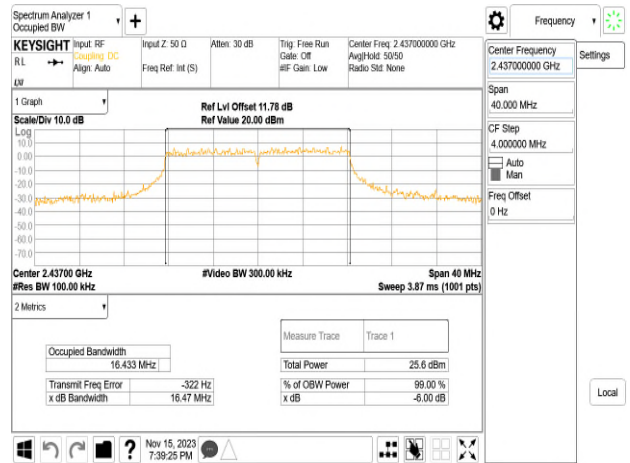 Spectrum Analyzer 1
Occupied BW
Frequency
KEYSIGHT
Input: RF
Coupling: DC
Align: Auto
Input Z: 50 Ω
Freq Ref: Int (S)
Atten: 30 dB
Trig: Free Run
Gate: Off
#IF Gain: Low
Center Freq: 2.437000000 GHz
Avg|Hold: 50/50
Radio Std: None
RL
Center Frequency
2.437000000 GHz
Settings
Span
40.000 MHz
CF Step
4.000000 MHz
Auto
Man
Freq Offset
0 Hz
Local
1 Graph
Scale/Div 10.0 dB
Ref Lvl Offset 11.78 dB
Ref Value 20.00 dBm
Log
10.0
0.00
-10.0
-20.0
-30.0
-40.0
-50.0
-60.0
-70.0
Center 2.43700 GHz
#Video BW 300.00 kHz
Span 40 MHz
#Res BW 100.00 kHz
Sweep 3.87 ms (1001 pts)
2 Metrics
Measure Trace
Trace 1
Occupied Bandwidth
16.433 MHz
Total Power
25.6 dBm
Transmit Freq Error
-322 Hz
% of OBW Power
99.00 %
x dB Bandwidth
16.47 MHz
x dB
-6.00 dB
?
Nov 15, 2023
7:39:25 PM